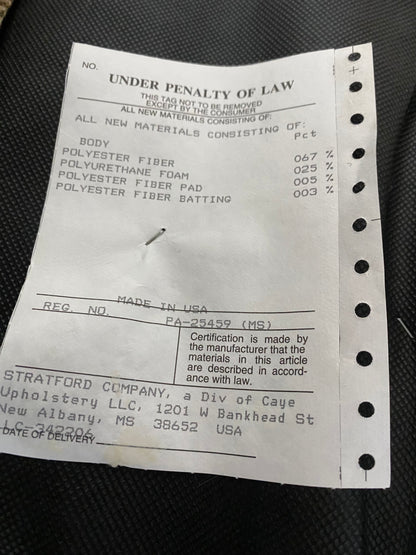 NO.
UNDER PENALTY OF LAW
THIS TAG NOT TO BE REMOVED
EXCEPT BY THE CONSUMER
ALL NEW MATERIALS CONSISTING OF:
ALL NEW MATERIALS CONSISTING OF:
Pct
BODY
POLYESTER FIBER 067 %
POLYURETHANE FOAM 025 %
POLYESTER FIBER PAD 005 %
POLYESTER FIBER BATTING 003 %
MADE IN USA
REG. NO. PA-25459 (MS)
Certification is made by
the manufacturer that the
materials in this article
are described in accord-
ance with law.
STRATFORD COMPANY, a Div of Caye
Upholstery LLC, 1201 W Bankhead St
New Albany, MS 38652 USA
LC-342206
DATE OF DELIVERY